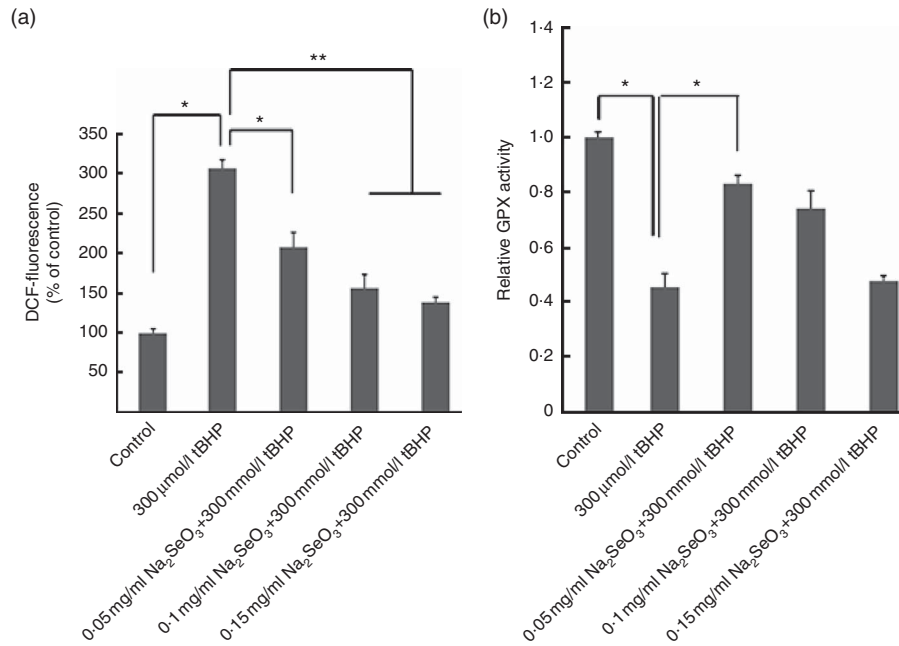 (a)
**
*
*
350
300
250
200
150
100
50
DCF-fluorescence
(% of control)
Control
300 μmol/l tBHP
0·05 mg/ml Na₂SeO₃+300 mmol/l tBHP
0·1 mg/ml Na₂SeO₃+300 mmol/l tBHP
0·15 mg/ml Na₂SeO₃+300 mmol/l tBHP
(b)
1·4
1·2
1·0
0·8
0·6
0·4
0·2
0
Relative GPX activity
*
*
Control
300 μmol/l tBHP
0·05 mg/ml Na₂SeO₃+300 mmol/l tBHP
0·1 mg/ml Na₂SeO₃+300 mmol/l tBHP
0·15 mg/ml Na₂SeO₃+300 mmol/l tBHP